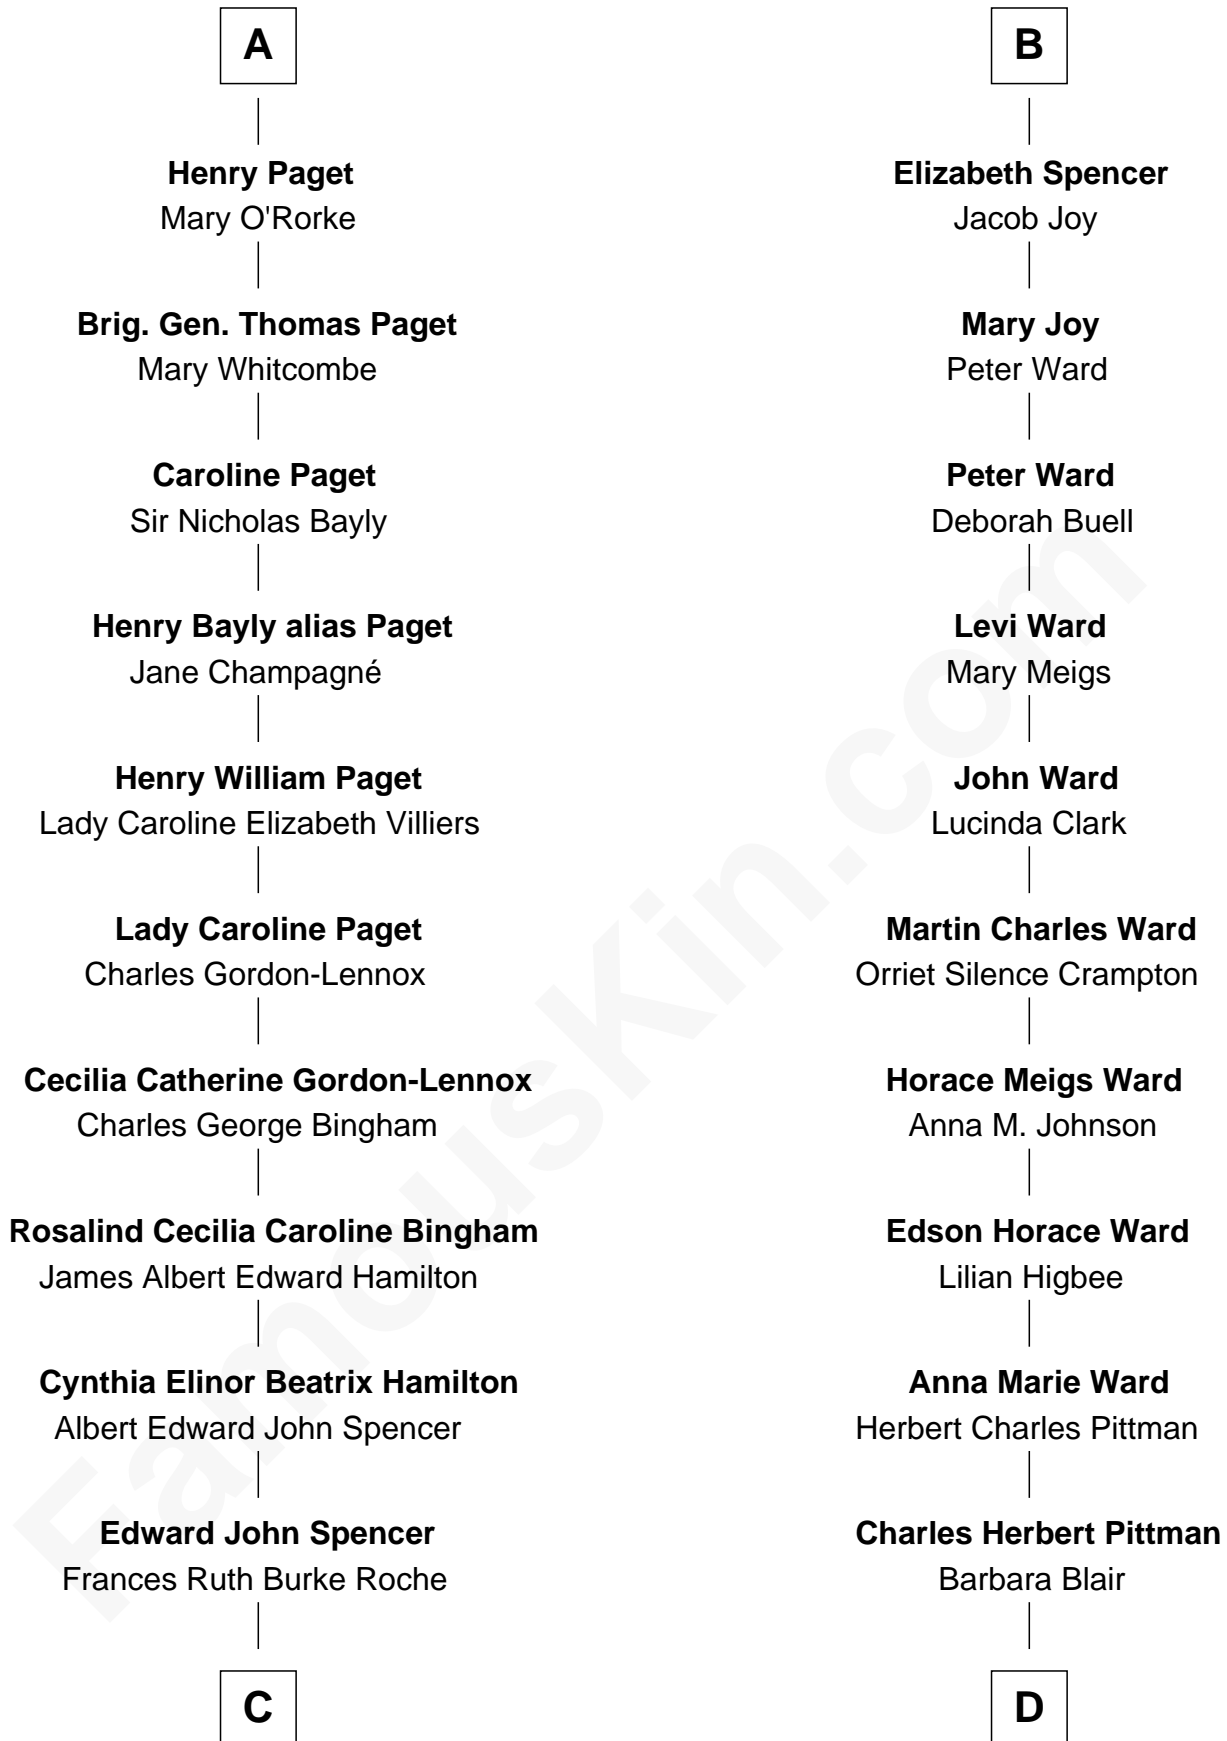 A
Henry Paget
Mary O'Rorke
Brig. Gen. Thomas Paget
Mary Whitcombe
Caroline Paget
Sir Nicholas Bayly
Henry Bayly alias Paget
Jane Champagné
Henry William Paget
Lady Caroline Elizabeth Villiers
Lady Caroline Paget
Charles Gordon-Lennox
Cecilia Catherine Gordon-Lennox
Charles George Bingham
Rosalind Cecilia Caroline Bingham
James Albert Edward Hamilton
Cynthia Elinor Beatrix Hamilton
Albert Edward John Spencer
Edward John Spencer
Frances Ruth Burke Roche
C
B
Elizabeth Spencer
Jacob Joy
Mary Joy
Peter Ward
Peter Ward
Deborah Buell
Levi Ward
Mary Meigs
John Ward
Lucinda Clark
Martin Charles Ward
Orriet Silence Crampton
Horace Meigs Ward
Anna M. Johnson
Edson Horace Ward
Lilian Higbee
Anna Marie Ward
Herbert Charles Pittman
Charles Herbert Pittman
Barbara Blair
D
FamousKin.com